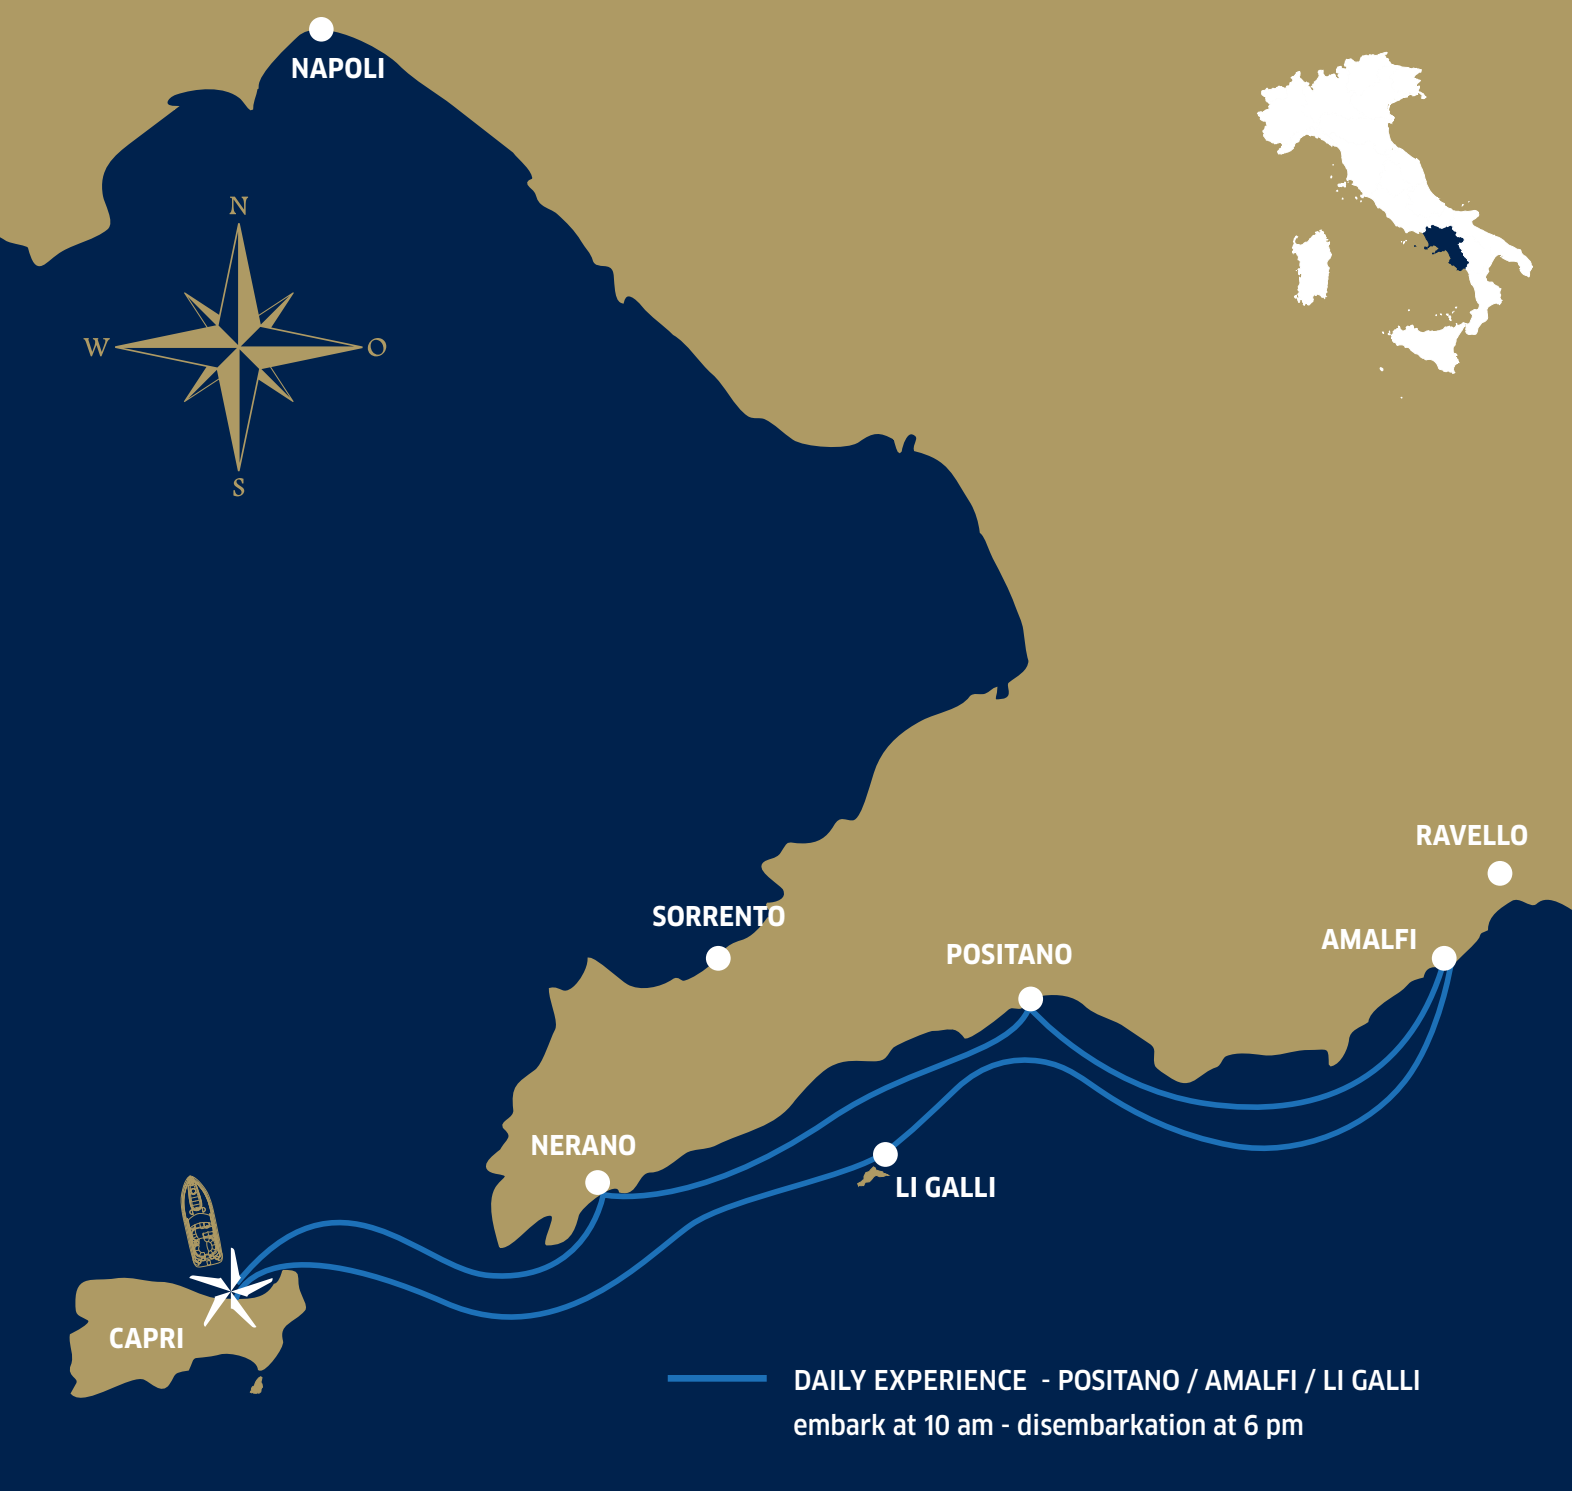 NAPOLI
N
W
O
S
RAVELLO
SORRENTO
AMALFI
POSITANO
NERANO
LI GALLI
CAPRI
DAILY EXPERIENCE - POSITANO / AMALFI / LI GALLI
embark at 10 am - disembarkation at 6 pm